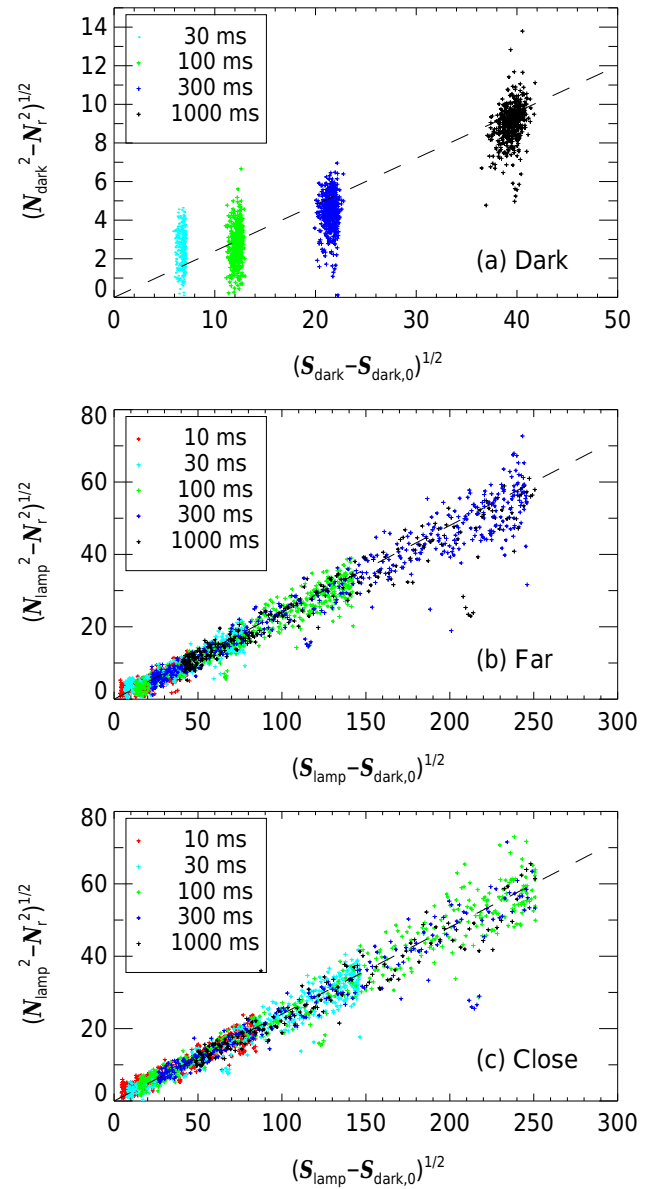 30 ms
100 ms
300 ms
1000 ms
(a) Dark
14
12
10
8
6
4
2
0
0 10 20 30 40 50
(N_dark^2−N_r^2)^1/2
(S_dark−S_dark,0)^1/2
10 ms
30 ms
100 ms
300 ms
1000 ms
(b) Far
80
60
40
20
0
0 50 100 150 200 250 300
(N_lamp^2−N_r^2)^1/2
(S_lamp−S_dark,0)^1/2
10 ms
30 ms
100 ms
300 ms
1000 ms
(c) Close
80
60
40
20
0
0 50 100 150 200 250 300
(N_lamp^2−N_r^2)^1/2
(S_lamp−S_dark,0)^1/2